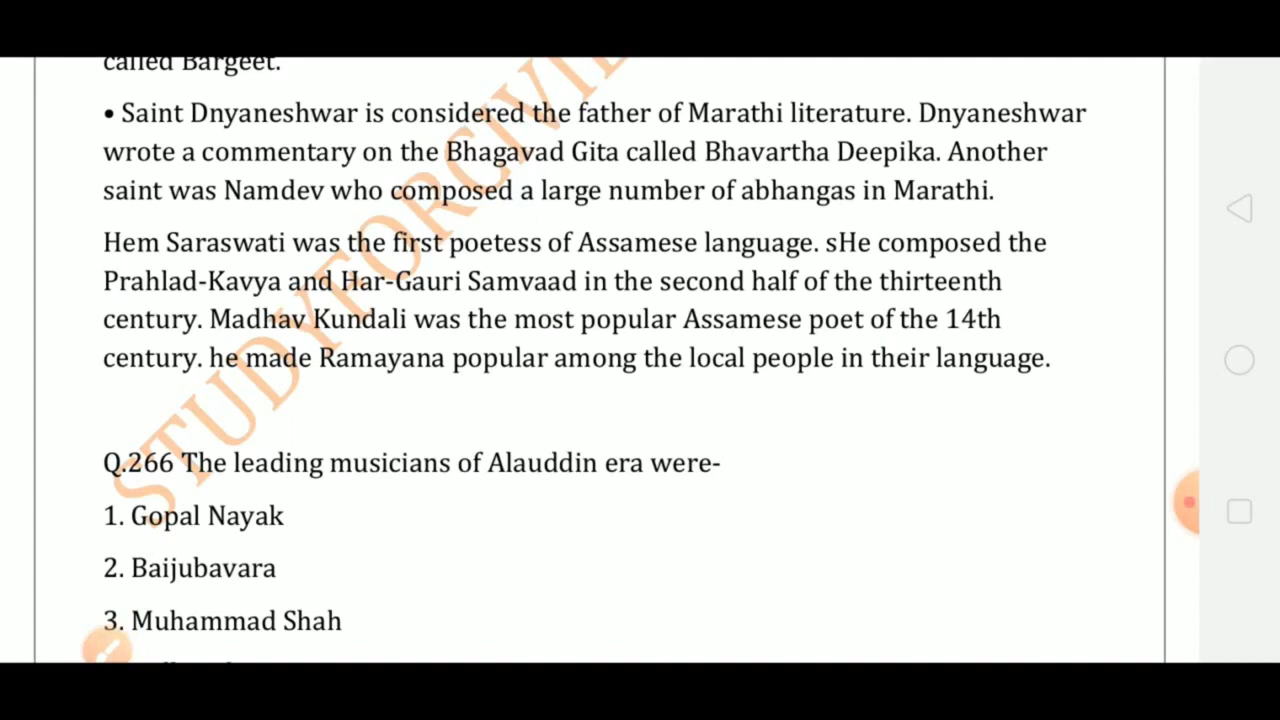 called Bargeet.
• Saint Dnyaneshwar is considered the father of Marathi literature. Dnyaneshwar
wrote a commentary on the Bhagavad Gita called Bhavartha Deepika. Another
saint was Namdev who composed a large number of abhangas in Marathi.
Hem Saraswati was the first poetess of Assamese language. sHe composed the
Prahlad-Kavya and Har-Gauri Samvaad in the second half of the thirteenth
century. Madhav Kundali was the most popular Assamese poet of the 14th
century. he made Ramayana popular among the local people in their language.
Q.266 The leading musicians of Alauddin era were-
1. Gopal Nayak
2. Baijubavara
3. Muhammad Shah
STUDYFORCIVI